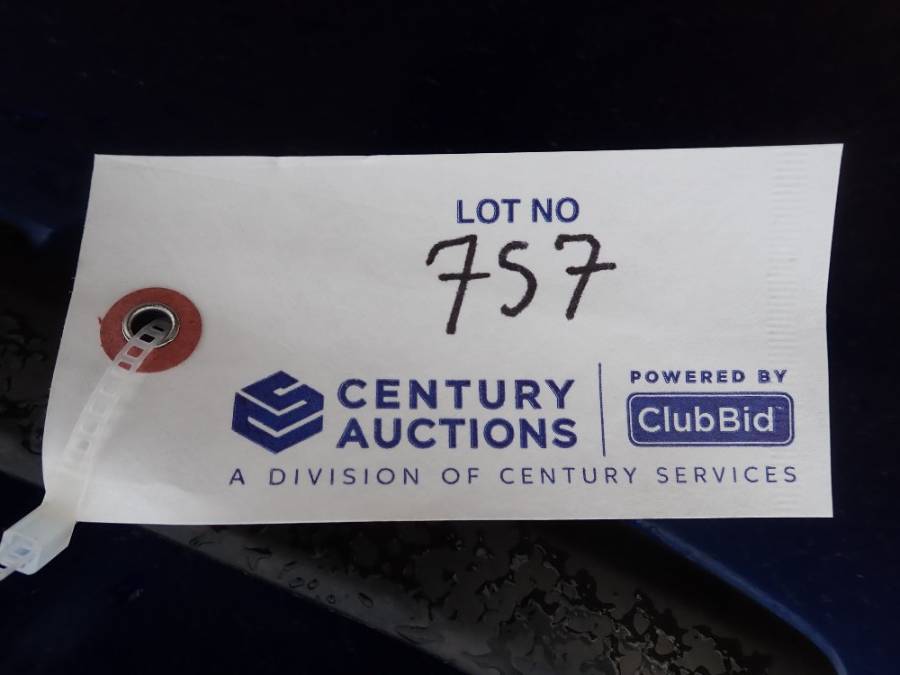 LOT NO
757
CENTURY
AUCTIONS
A DIVISION OF CENTURY SERVICES
POWERED BY
ClubBid